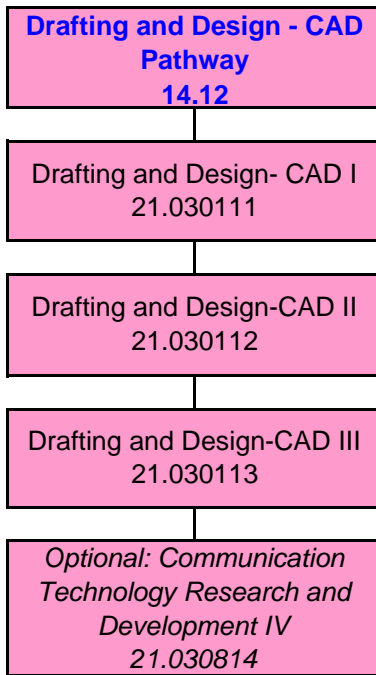 Drafting and Design - CAD
Pathway
14.12
Drafting and Design- CAD I
21.030111
Drafting and Design-CAD II
21.030112
Drafting and Design-CAD III
21.030113
Optional: Communication
Technology Research and
Development IV
21.030814